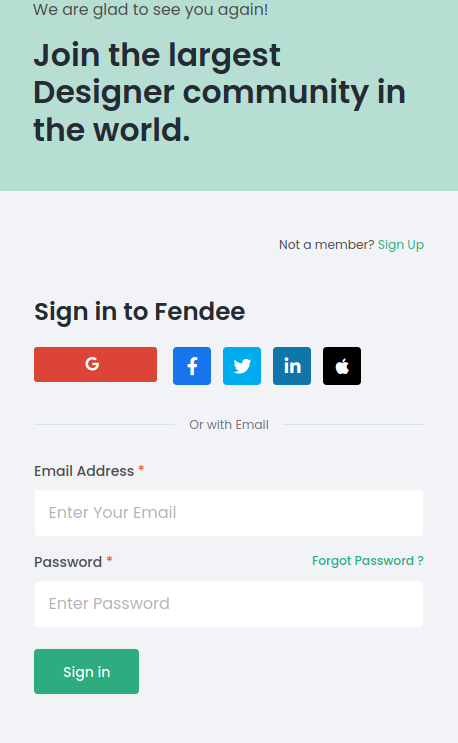 We are glad to see you again!
Join the largest
Designer community in
the world.
Not a member? Sign Up
Sign in to Fendee
Or with Email
Email Address *
Enter Your Email
Password *
Forgot Password ?
Enter Password
Sign in